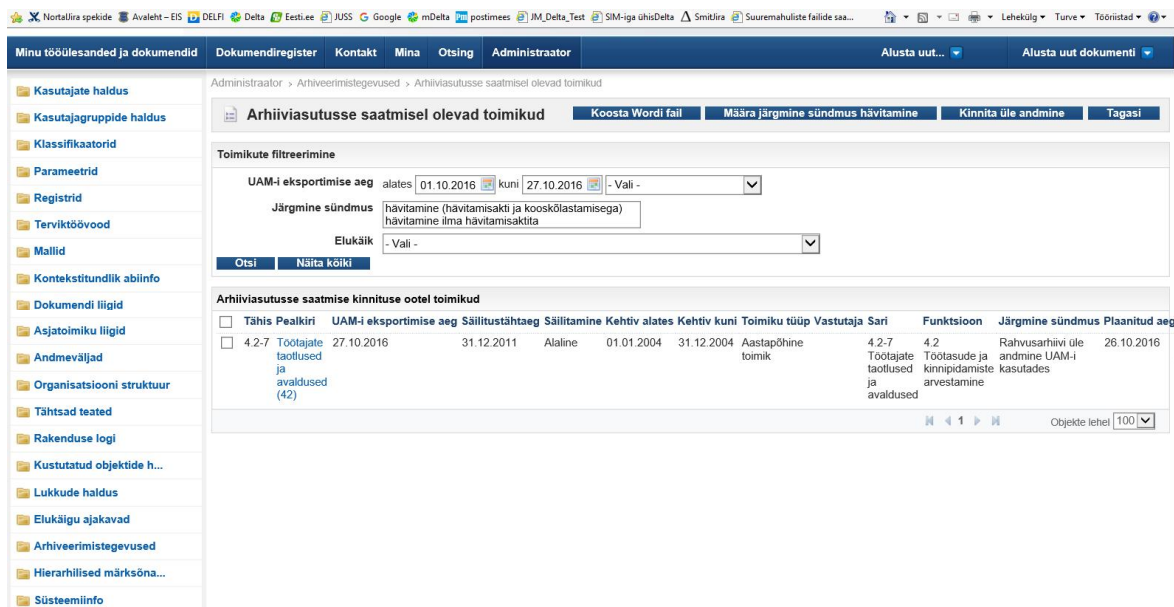 NortalJira spekide Avaleht – EIS DELFI Delta Eesti.ee JUSS Google mDelta postimees JM_Delta_Test SIM-iga ühisDelta SmitJira Suuremahuliste failide saa... Lehekülg Turve Tööriistad
Minu tööülesanded ja dokumendid Dokumendiregister Kontakt Mina Otsing Administraator Alusta uut... Alusta uut dokumenti
Administraator > Arhiveerimistegevused > Arhiiviasutusse saatmisel olevad toimikud
Arhiiviasutusse saatmisel olevad toimikud Koosta Wordi fail Määra järgmine sündmus hävitamine Kinnita üle andmine Tagasi
Kasutajate haldus
Kasutajagruppide haldus
Klassifikaatorid
Parameetrid
Registrid
Terviktöövood
Mallid
Kontekstitundlik abiinfo
Dokumendi liigid
Asjatoimiku liigid
Andmeväljad
Organisatsiooni struktuur
Tähtsad teated
Rakenduse logi
Kustutatud objektide h...
Lukkude haldus
Elukäigu ajakavad
Arhiveerimistegevused
Hierarhilised märksõna...
Süsteemiinfo
Toimikute filtreerimine
UAM-i eksportimise aeg alates 01.10.2016 kuni 27.10.2016 - Vali -
Järgmine sündmus hävitamine (hävitamisakti ja kooskõlastamisega)
hävitamine ilma hävitamisaktita
Elukäik - Vali -
Otsi Näita kõiki
Arhiiviasutusse saatmise kinnituse ootel toimikud
Tähis Pealkiri UAM-i eksportimise aeg Säilitustähtaeg Säilitamine Kehtiv alates Kehtiv kuni Toimiku tüüp Vastutaja Sari Funktsioon Järgmine sündmus Plaanitud aeg
4.2-7 Töötajate 27.10.2016 31.12.2011 Alaline 01.01.2004 31.12.2004 Aastapõhine 4.2-7 4.2 Rahvusarhiivi üle 26.10.2016
taotlused toimik Töötajate Töötasude ja andmine UAM-i
ja taotlused kinnipidamiste kasutades
avaldused ja arvestamine
(42) avaldused
1 Objekte lehel 100